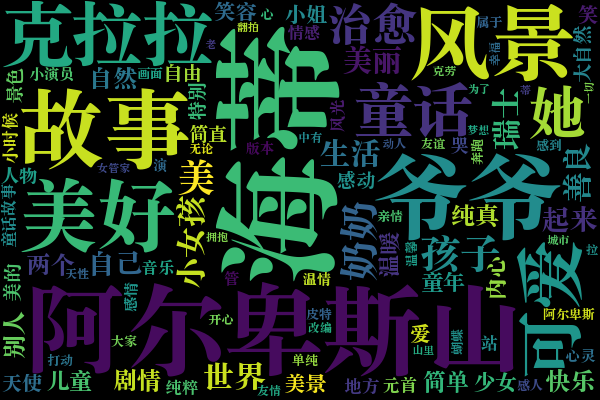 克拉拉
笑容
心
小姐
翻拍
情感
老
治愈
美丽
风景
属于
幸福
笑
大自然
克劳
小演员
自然
画面
自由
景色
海蒂
特别
风光
童话
为了
蒂
一切
小时候
故事
简直
无论
版本
中有
梦想
瑞士
她
感到
人物
女管家
演
美
生活
动人
友谊
哭
奔跑
善良
感动
爷爷
童话故事
美好
小女孩
奶奶
亲情
纯真
起来
拥抱
温暖
温馨
孩子
城市
拉
两个
天性
自己
音乐
美的
管
温情
童年
内心
可爱
感情
阿尔卑斯山
阿尔卑斯
别人
开心
皮特
改编
大家
爱
山里
蝴蝶
站
打动
单纯
心灵
天使
儿童
剧情
纯粹
世界
友情
美景
地方
元首
简单
少女
感人
快乐